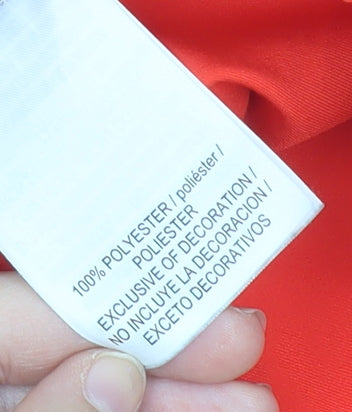 100% POLYESTER / poliéster /
POLIESTER
EXCLUSIVE OF DECORATION /
NO INCLUYE LA DECORACION /
EXCETO DECORATIVOS